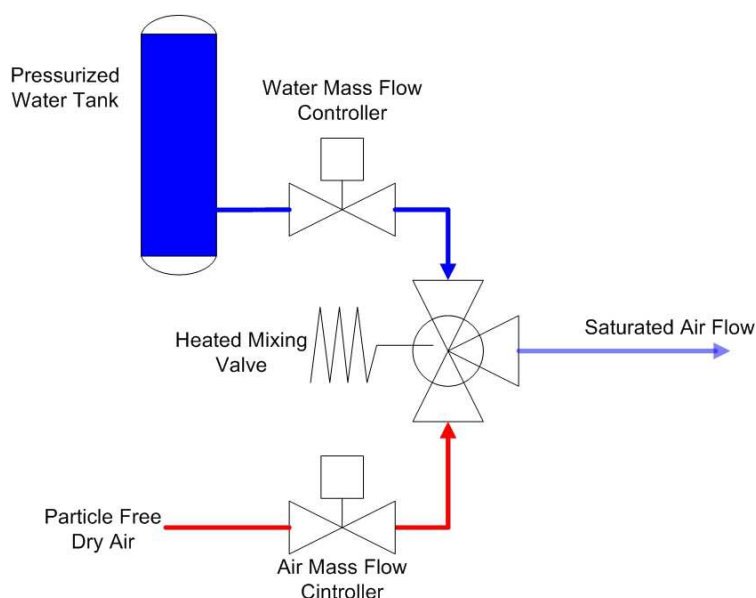 Pressurized
Water Tank
Water Mass Flow
Controller
Heated Mixing
Valve
Saturated Air Flow
Particle Free
Dry Air
Air Mass Flow
Cintroller